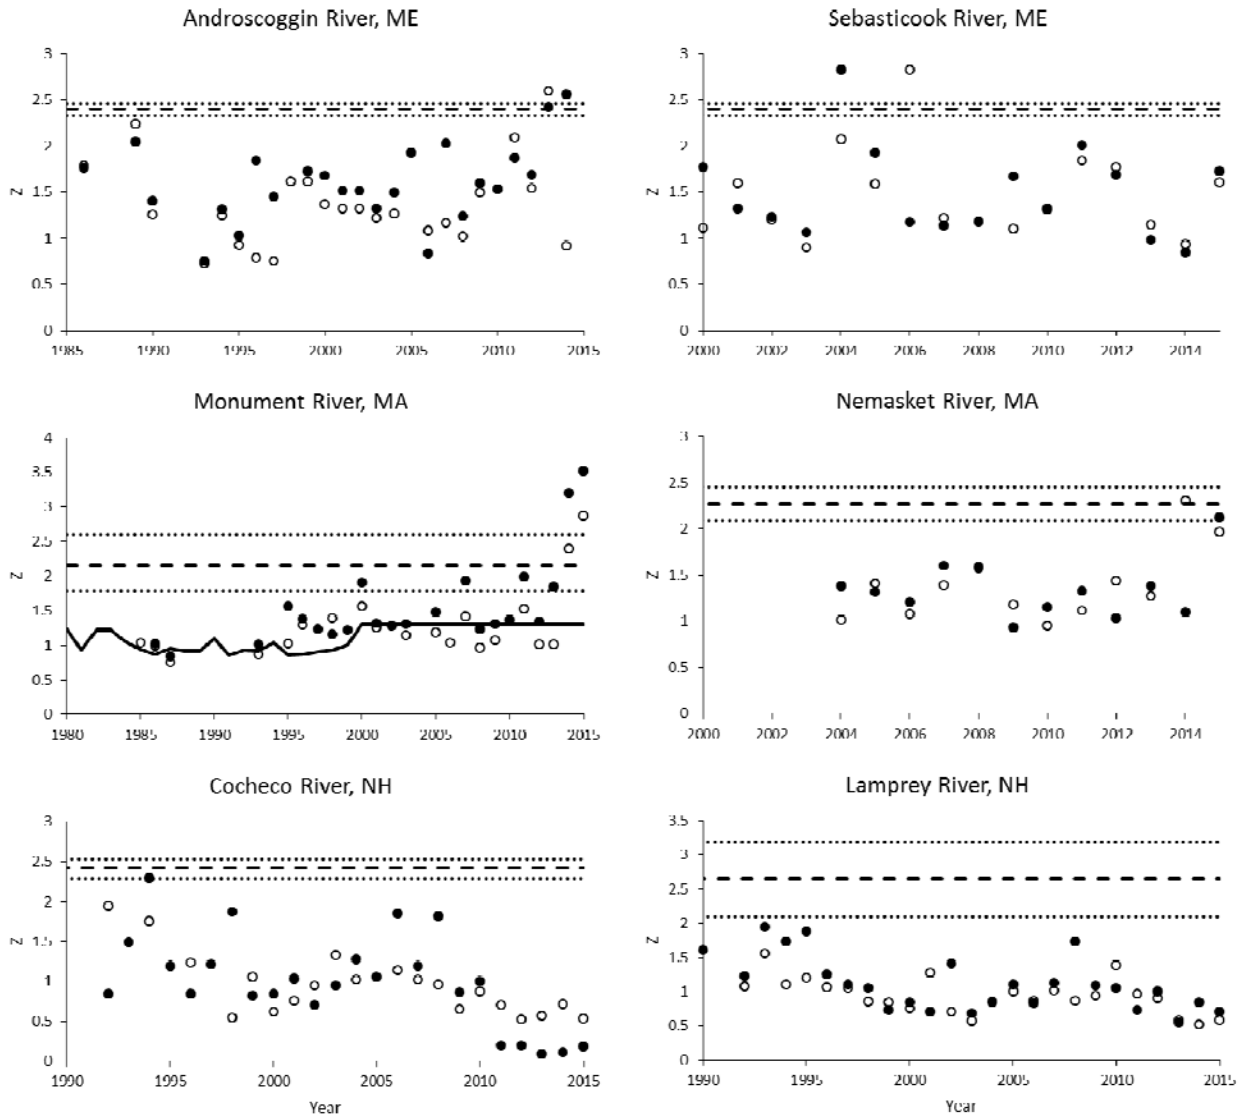 Androscoggin River, ME
3
2.5
2
1.5
1
0.5
0
Z
1985 1990 1995 2000 2005 2010 2015
Sebasticook River, ME
3
2.5
2
1.5
1
0.5
0
Z
2000 2002 2004 2006 2008 2010 2012 2014
Monument River, MA
4
3.5
3
2.5
2
1.5
1
0.5
0
Z
1980 1985 1990 1995 2000 2005 2010 2015
Nemasket River, MA
3
2.5
2
1.5
1
0.5
0
Z
2000 2002 2004 2006 2008 2010 2012 2014
Cocheco River, NH
3
2.5
2
1.5
1
0.5
0
Z
1990 1995 2000 2005 2010 2015
Year
Lamprey River, NH
3.5
3
2.5
2
1.5
1
0.5
0
Z
1990 1995 2000 2005 2010 2015
Year